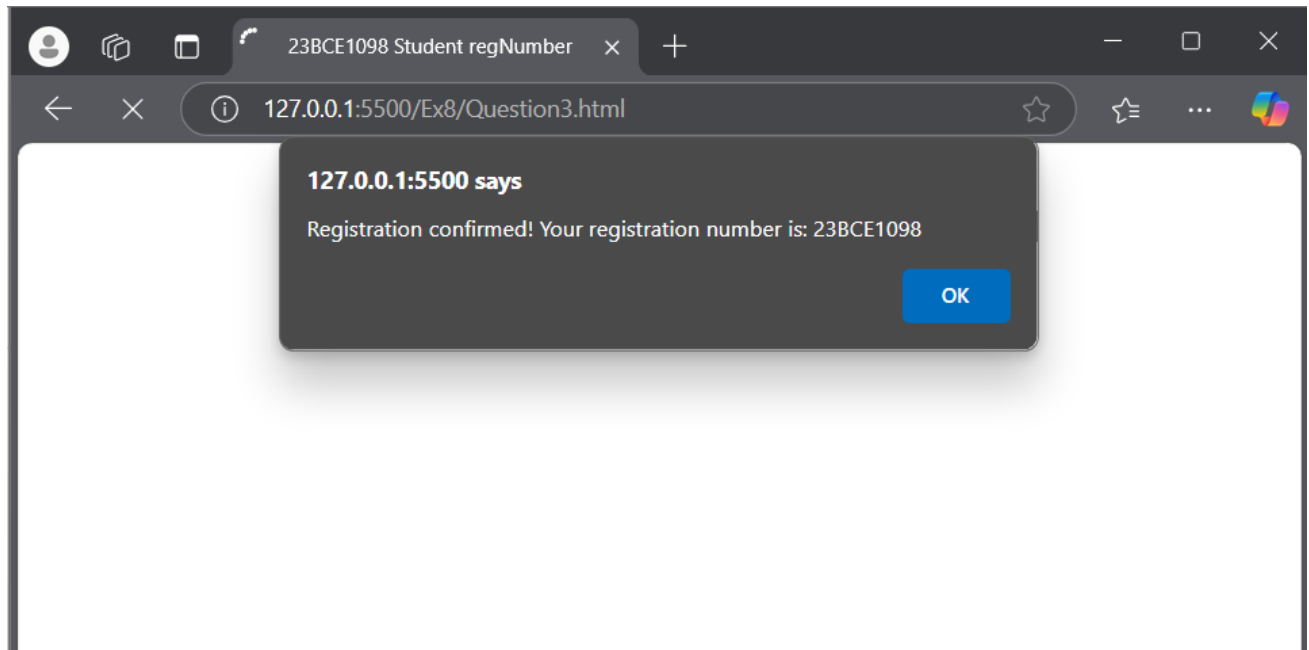 23BCE1098 Student regNumber
127.0.0.1:5500/Ex8/Question3.html
127.0.0.1:5500 says
Registration confirmed! Your registration number is: 23BCE1098
OK